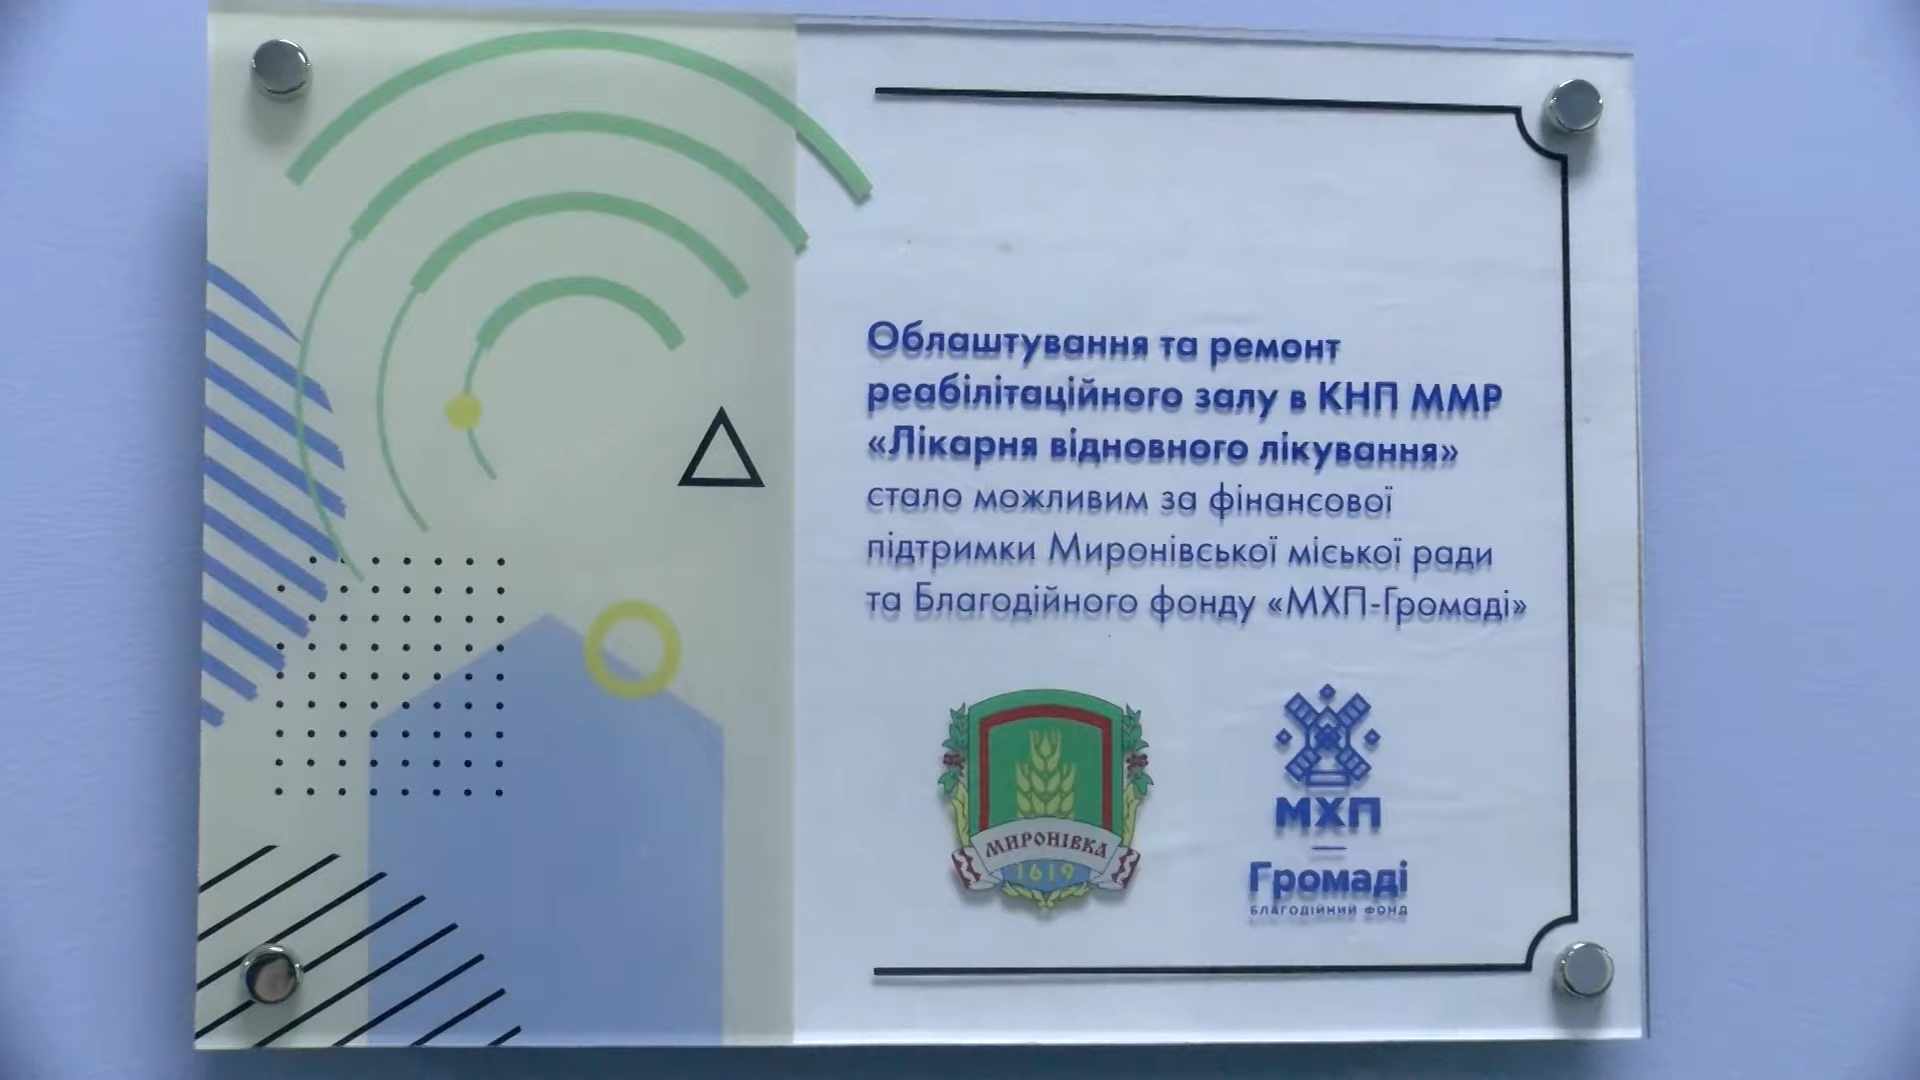 Облаштування та ремонт
реабілітаційного залу в КНП ММР
«Лікарня відновного лікування»
стало можливим за фінансової
підтримки Миронівської міської ради
та Благодійного фонду «МХП-Громаді»
МИРОНІВКА
1619
МХП
Громаді
БЛАГОДІЙНИЙ ФОНД